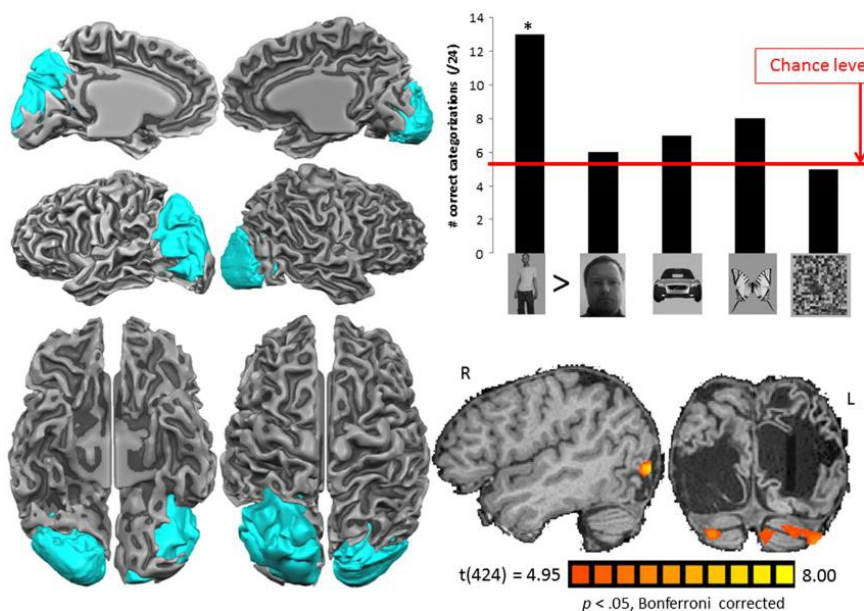 14
*
12
Chance leve
10
8
6
4
2
0
# correct categorizations (/24)
>
R
L
t(424) = 4.95
8.00
p < .05, Bonferroni corrected